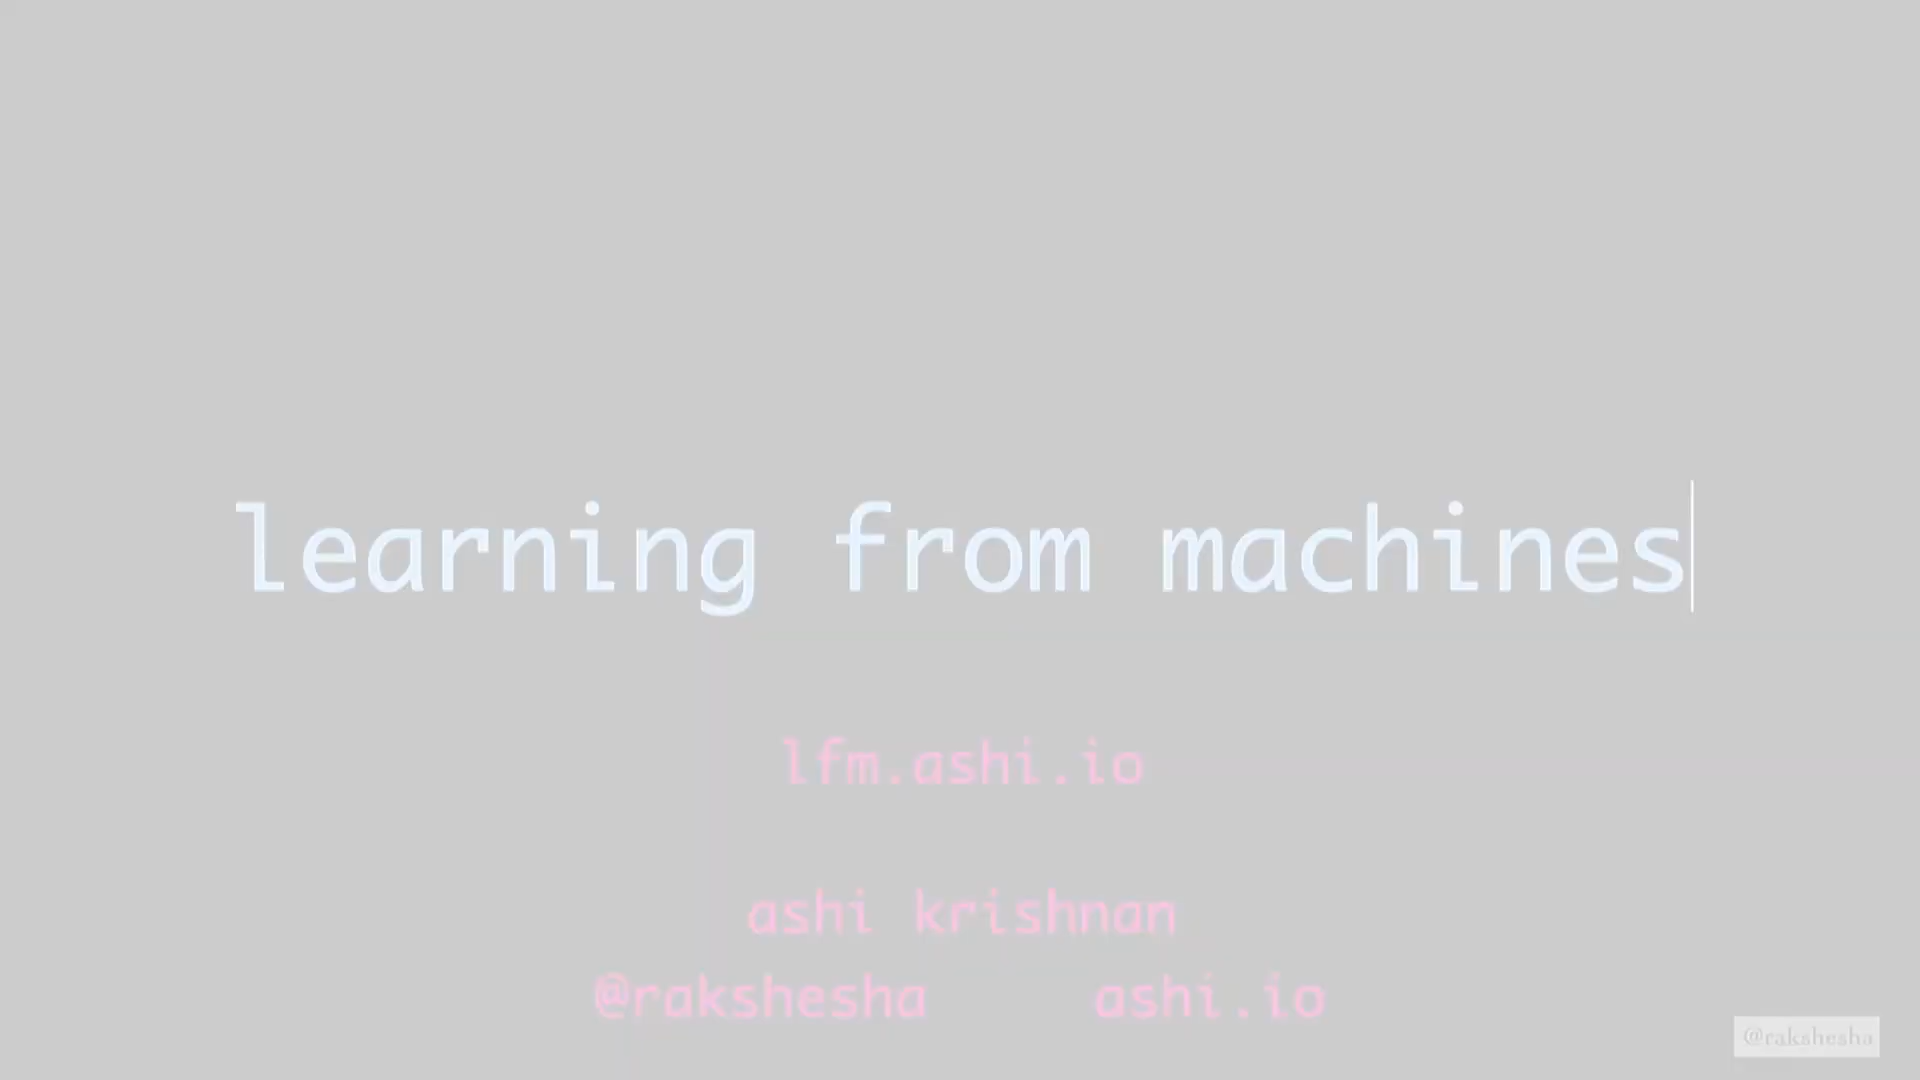 learning from machines
lfm.ashi.io
ashi krishnan
@rakshesha ashi.io
@rakshesha